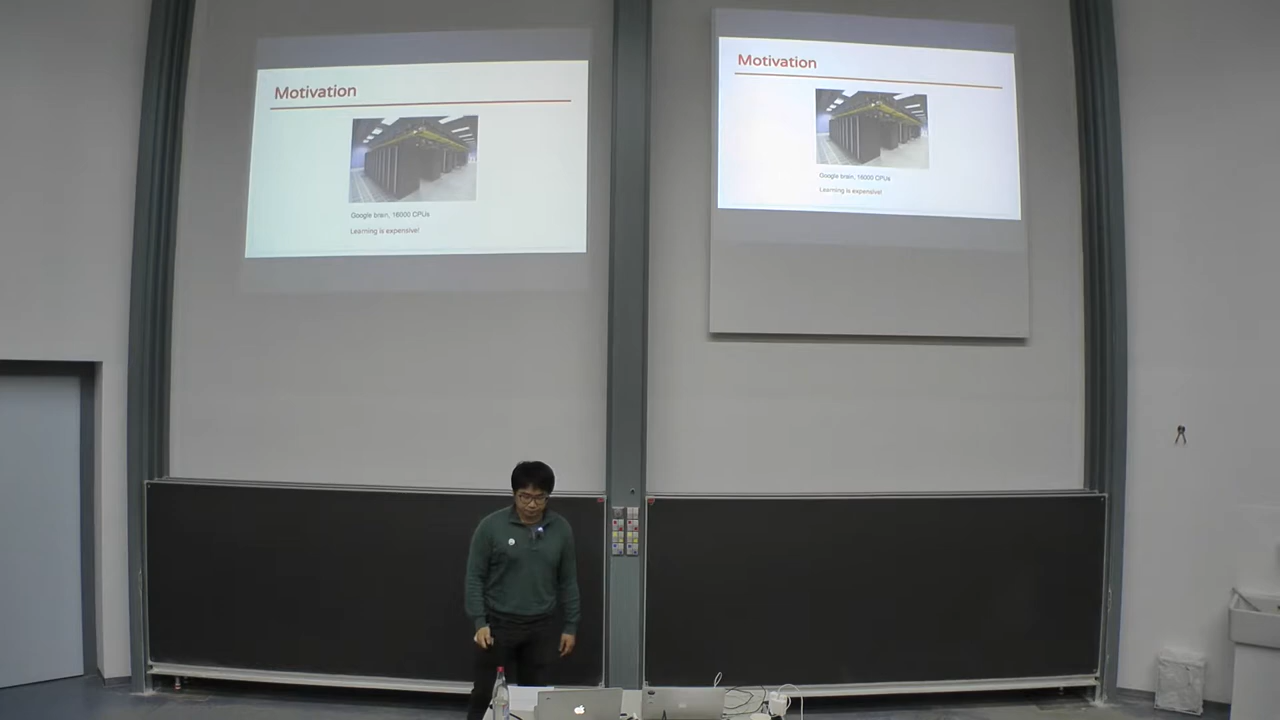 Motivation
Google brain, 16000 CPUs
Learning is expensive!
Motivation
Google brain, 16000 CPUs
Learning is expensive!